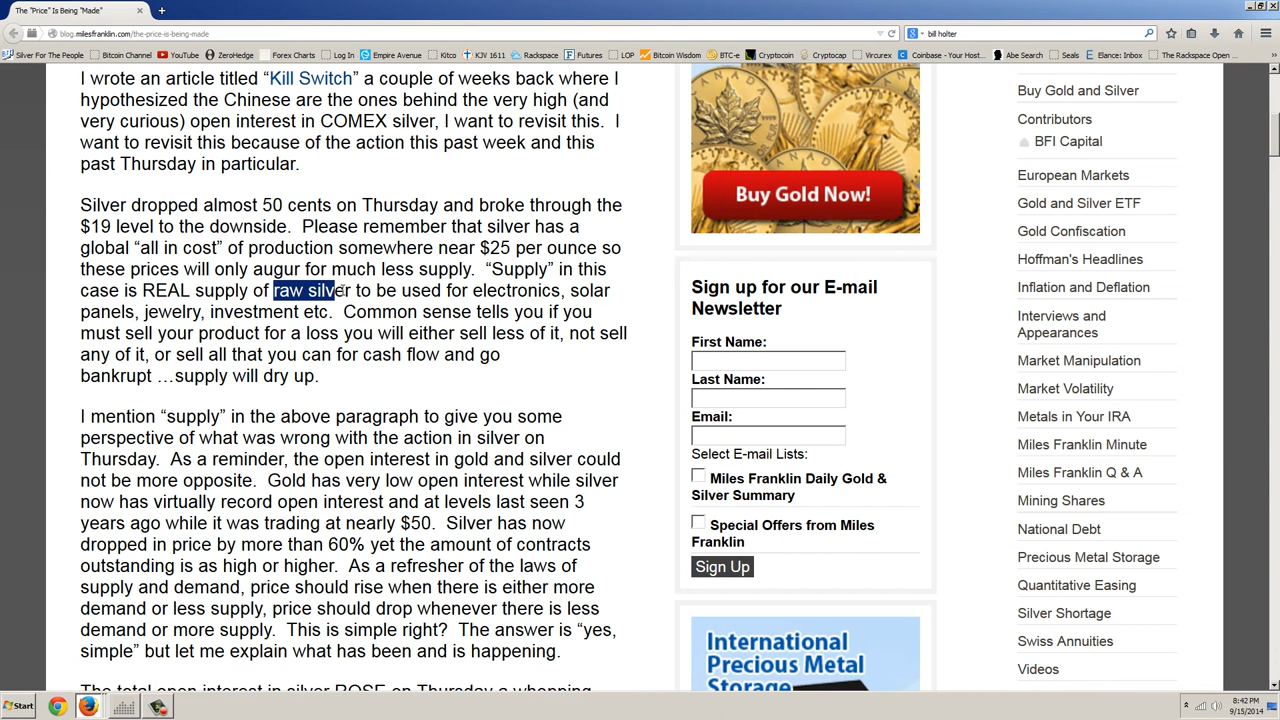 The "Price" Is Being "Made"
blog.milesfranklin.com/the-price-is-being-made
bill holter
Silver For The People
Bitcoin Channel
YouTube
zebasedge
Forex Charts
Log In
Empire Avenue
Kitco
KJV 1611
Rackspace
Futures
LOP
Bitcoin Wisdom
BTC-e
Cryptocoin
Cryptocap
Vircurex
Coinbase - Your Hom...
Abe Search
Seals
Elance: Inbox
The Rackspace Open ...
I wrote an article titled “Kill Switch” a couple of weeks back where I
hypothesized the Chinese are the ones behind the very high (and
very curious) open interest in COMEX silver, I want to revisit this.  I
want to revisit this because of the action this past week and this
past Thursday in particular.
Silver dropped almost 50 cents on Thursday and broke through the
$19 level to the downside.  Please remember that silver has a
global “all in cost” of production somewhere near $25 per ounce so
these prices will only augur for much less supply.  “Supply” in this
case is REAL supply of raw silver to be used for electronics, solar
panels, jewelry, investment etc.  Common sense tells you if you
must sell your product for a loss you will either sell less of it, not sell
any of it, or sell all that you can for cash flow and go
bankrupt …supply will dry up.
I mention “supply” in the above paragraph to give you some
perspective of what was wrong with the action in silver on
Thursday.  As a reminder, the open interest in gold and silver could
not be more opposite.  Gold has very low open interest while silver
now has virtually record open interest and at levels last seen 3
years ago while it was trading at nearly $50.  Silver has now
dropped in price by more than 60% yet the amount of contracts
outstanding is as high or higher.  As a refresher of the laws of
supply and demand, price should rise when there is either more
demand or less supply, price should drop whenever there is less
demand or more supply.  This is simple right?  The answer is “yes,
simple” but let me explain what has been and is happening.
The total open interest in silver ROSE on Thursday a whopping
Buy Gold Now!
Sign up for our E-mail
Newsletter
First Name:
Last Name:
Email:
Select E-mail Lists:
Miles Franklin Daily Gold &
Silver Summary
Special Offers from Miles
Franklin
Sign Up
International
Precious Metal
Storage
Buy Gold and Silver
Contributors
BFI Capital
European Markets
Gold and Silver ETF
Gold Confiscation
Hoffman's Headlines
Inflation and Deflation
Interviews and
Appearances
Market Manipulation
Market Volatility
Metals in Your IRA
Miles Franklin Minute
Miles Franklin Q & A
Mining Shares
National Debt
Precious Metal Storage
Quantitative Easing
Silver Shortage
Swiss Annuities
Videos
Start
8:42 PM
9/15/2014